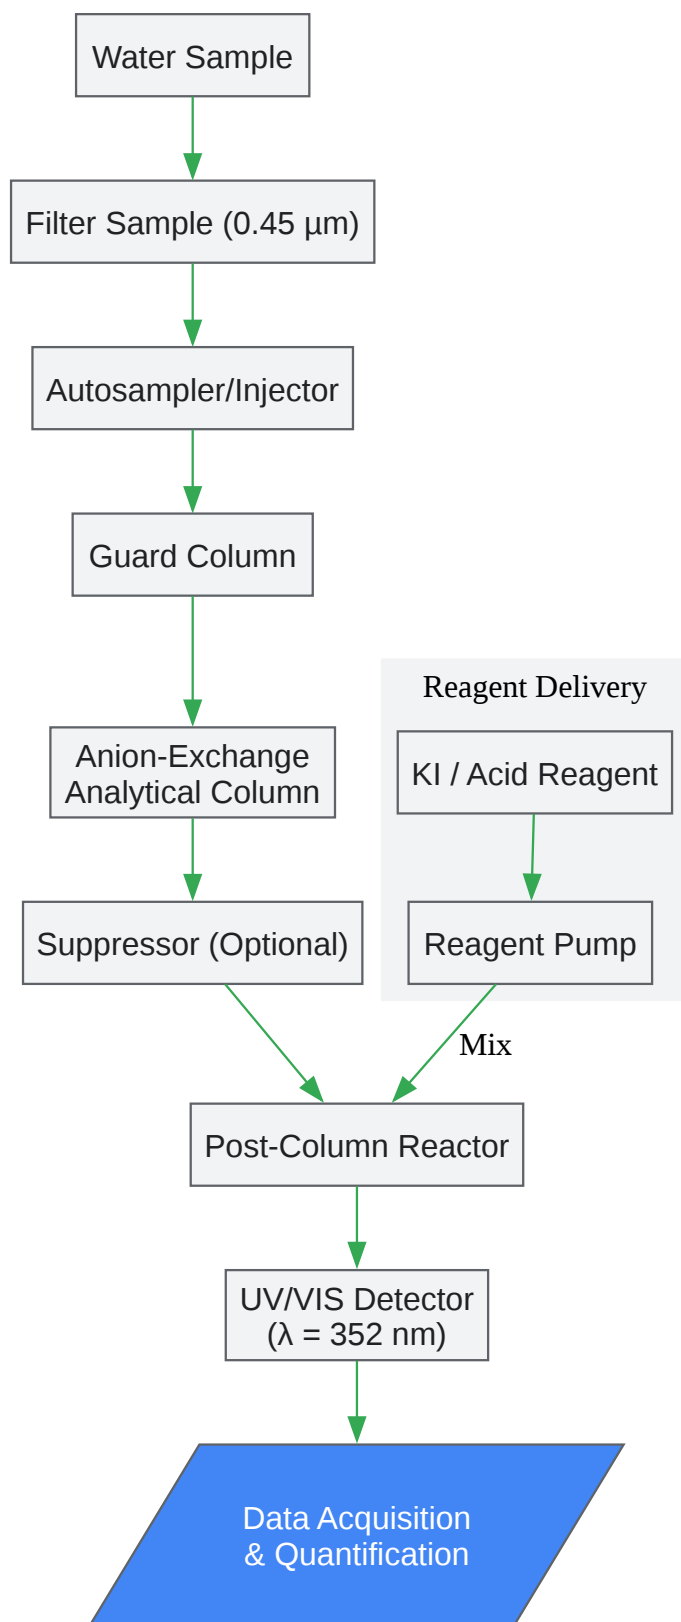 Water Sample
Filter Sample (0.45 µm)
Autosampler/Injector
Guard Column
Reagent Delivery
Anion-Exchange
Analytical Column
KI / Acid Reagent
Suppressor (Optional)
Reagent Pump
Mix
Post-Column Reactor
UV/VIS Detector
(λ = 352 nm)
Data Acquisition
& Quantification